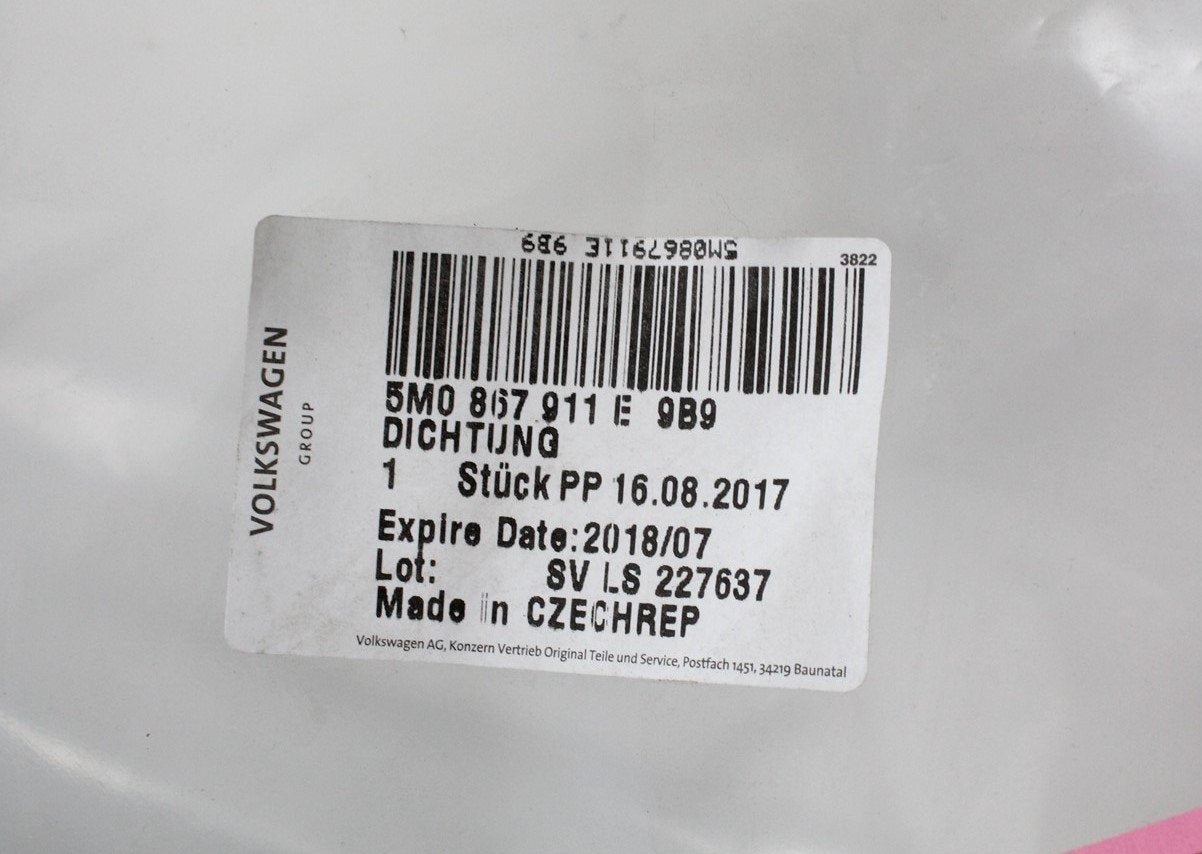 5M0867911E 9B9
3822
VOLKSWAGEN
GROUP
5M0 867 911 E 9B9
DICHTUNG
1 Stück PP 16.08.2017
Expire Date:2018/07
Lot: SV LS 227637
Made in CZECHREP
Volkswagen AG, Konzern Vertrieb Original Teile und Service, Postfach 1451, 34219 Baunatal